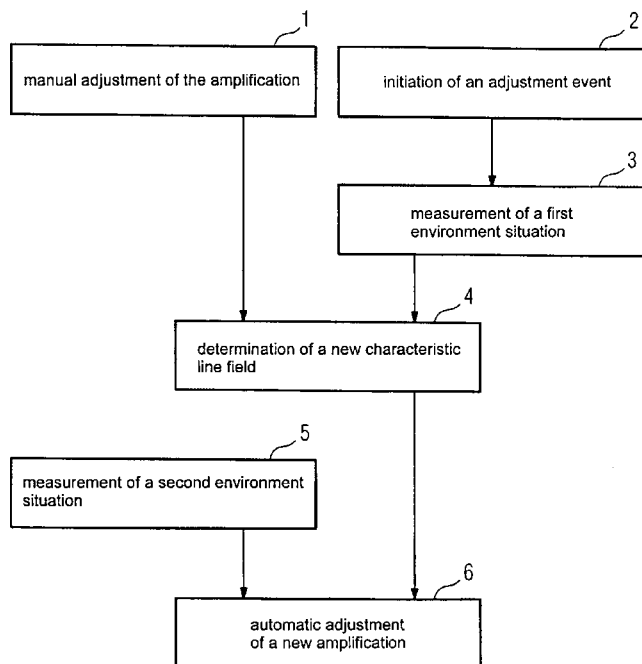 1
manual adjustment of the amplification
2
initiation of an adjustment event
3
measurement of a first
environment situation
4
determination of a new characteristic
line field
5
measurement of a second environment
situation
6
automatic adjustment
of a new amplification